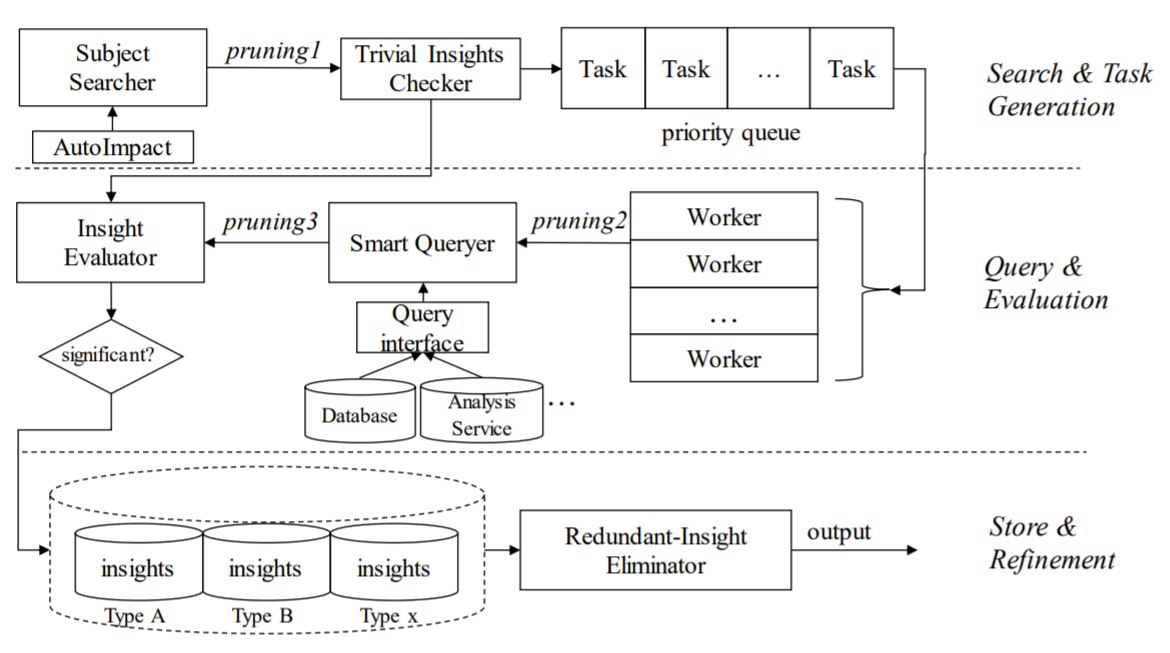 Subject
Searcher
pruning1
Trivial Insights
Checker
Task
Task
...
Task
Search & Task
Generation
priority queue
AutoImpact
Insight
Evaluator
pruning3
Smart Queryer
pruning2
Worker
Worker
...
Worker
Query &
Evaluation
significant?
Query
interface
Database
Analysis
Service
...
insights
insights
insights
Type A
Type B
Type x
Redundant-Insight
Eliminator
output
Store &
Refinement